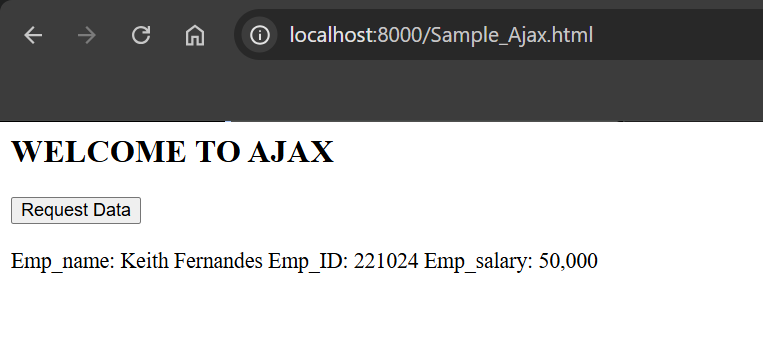 localhost:8000/Sample_Ajax.html
WELCOME TO AJAX
Request Data
Emp_name: Keith Fernandes Emp_ID: 221024 Emp_salary: 50,000